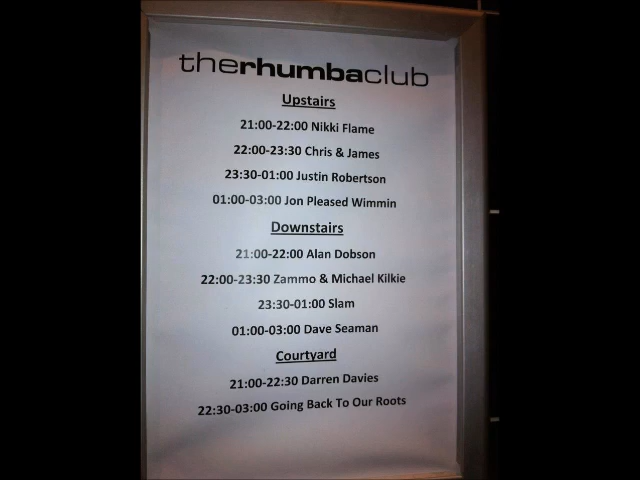 therhumbaclub
Upstairs
21:00-22:00 Nikki Flame
22:00-23:30 Chris & James
23:30-01:00 Justin Robertson
01:00-03:00 Jon Pleased Wimmin
Downstairs
21:00-22:00 Alan Dobson
22:00-23:30 Zammo & Michael Kilkie
23:30-01:00 Slam
01:00-03:00 Dave Seaman
Courtyard
21:00-22:30 Darren Davies
22:30-03:00 Going Back To Our Roots